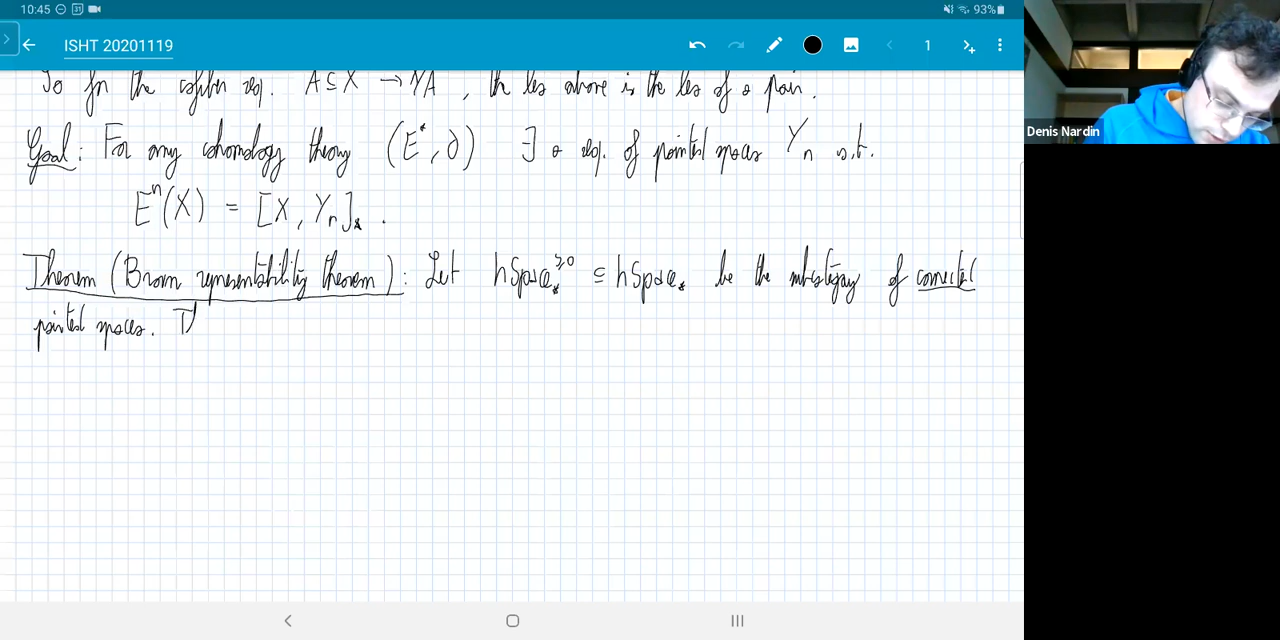 10:45
93%
ISHT 20201119
1
So for the cofiber seq. A ⊆ X → X/A, the les above is the les of a pair.
Goal: For any cohomology theory (E*, ∂) ∃ a seq. of pointed spaces Yₙ s.t.
Eⁿ(X) = [X, Yₙ]⁎.
Theorem (Brown representability theorem): Let hSpace⁎^{≥0} ⊆ hSpace⁎ be the subcategory of connected
pointed spaces.
Denis Nardin